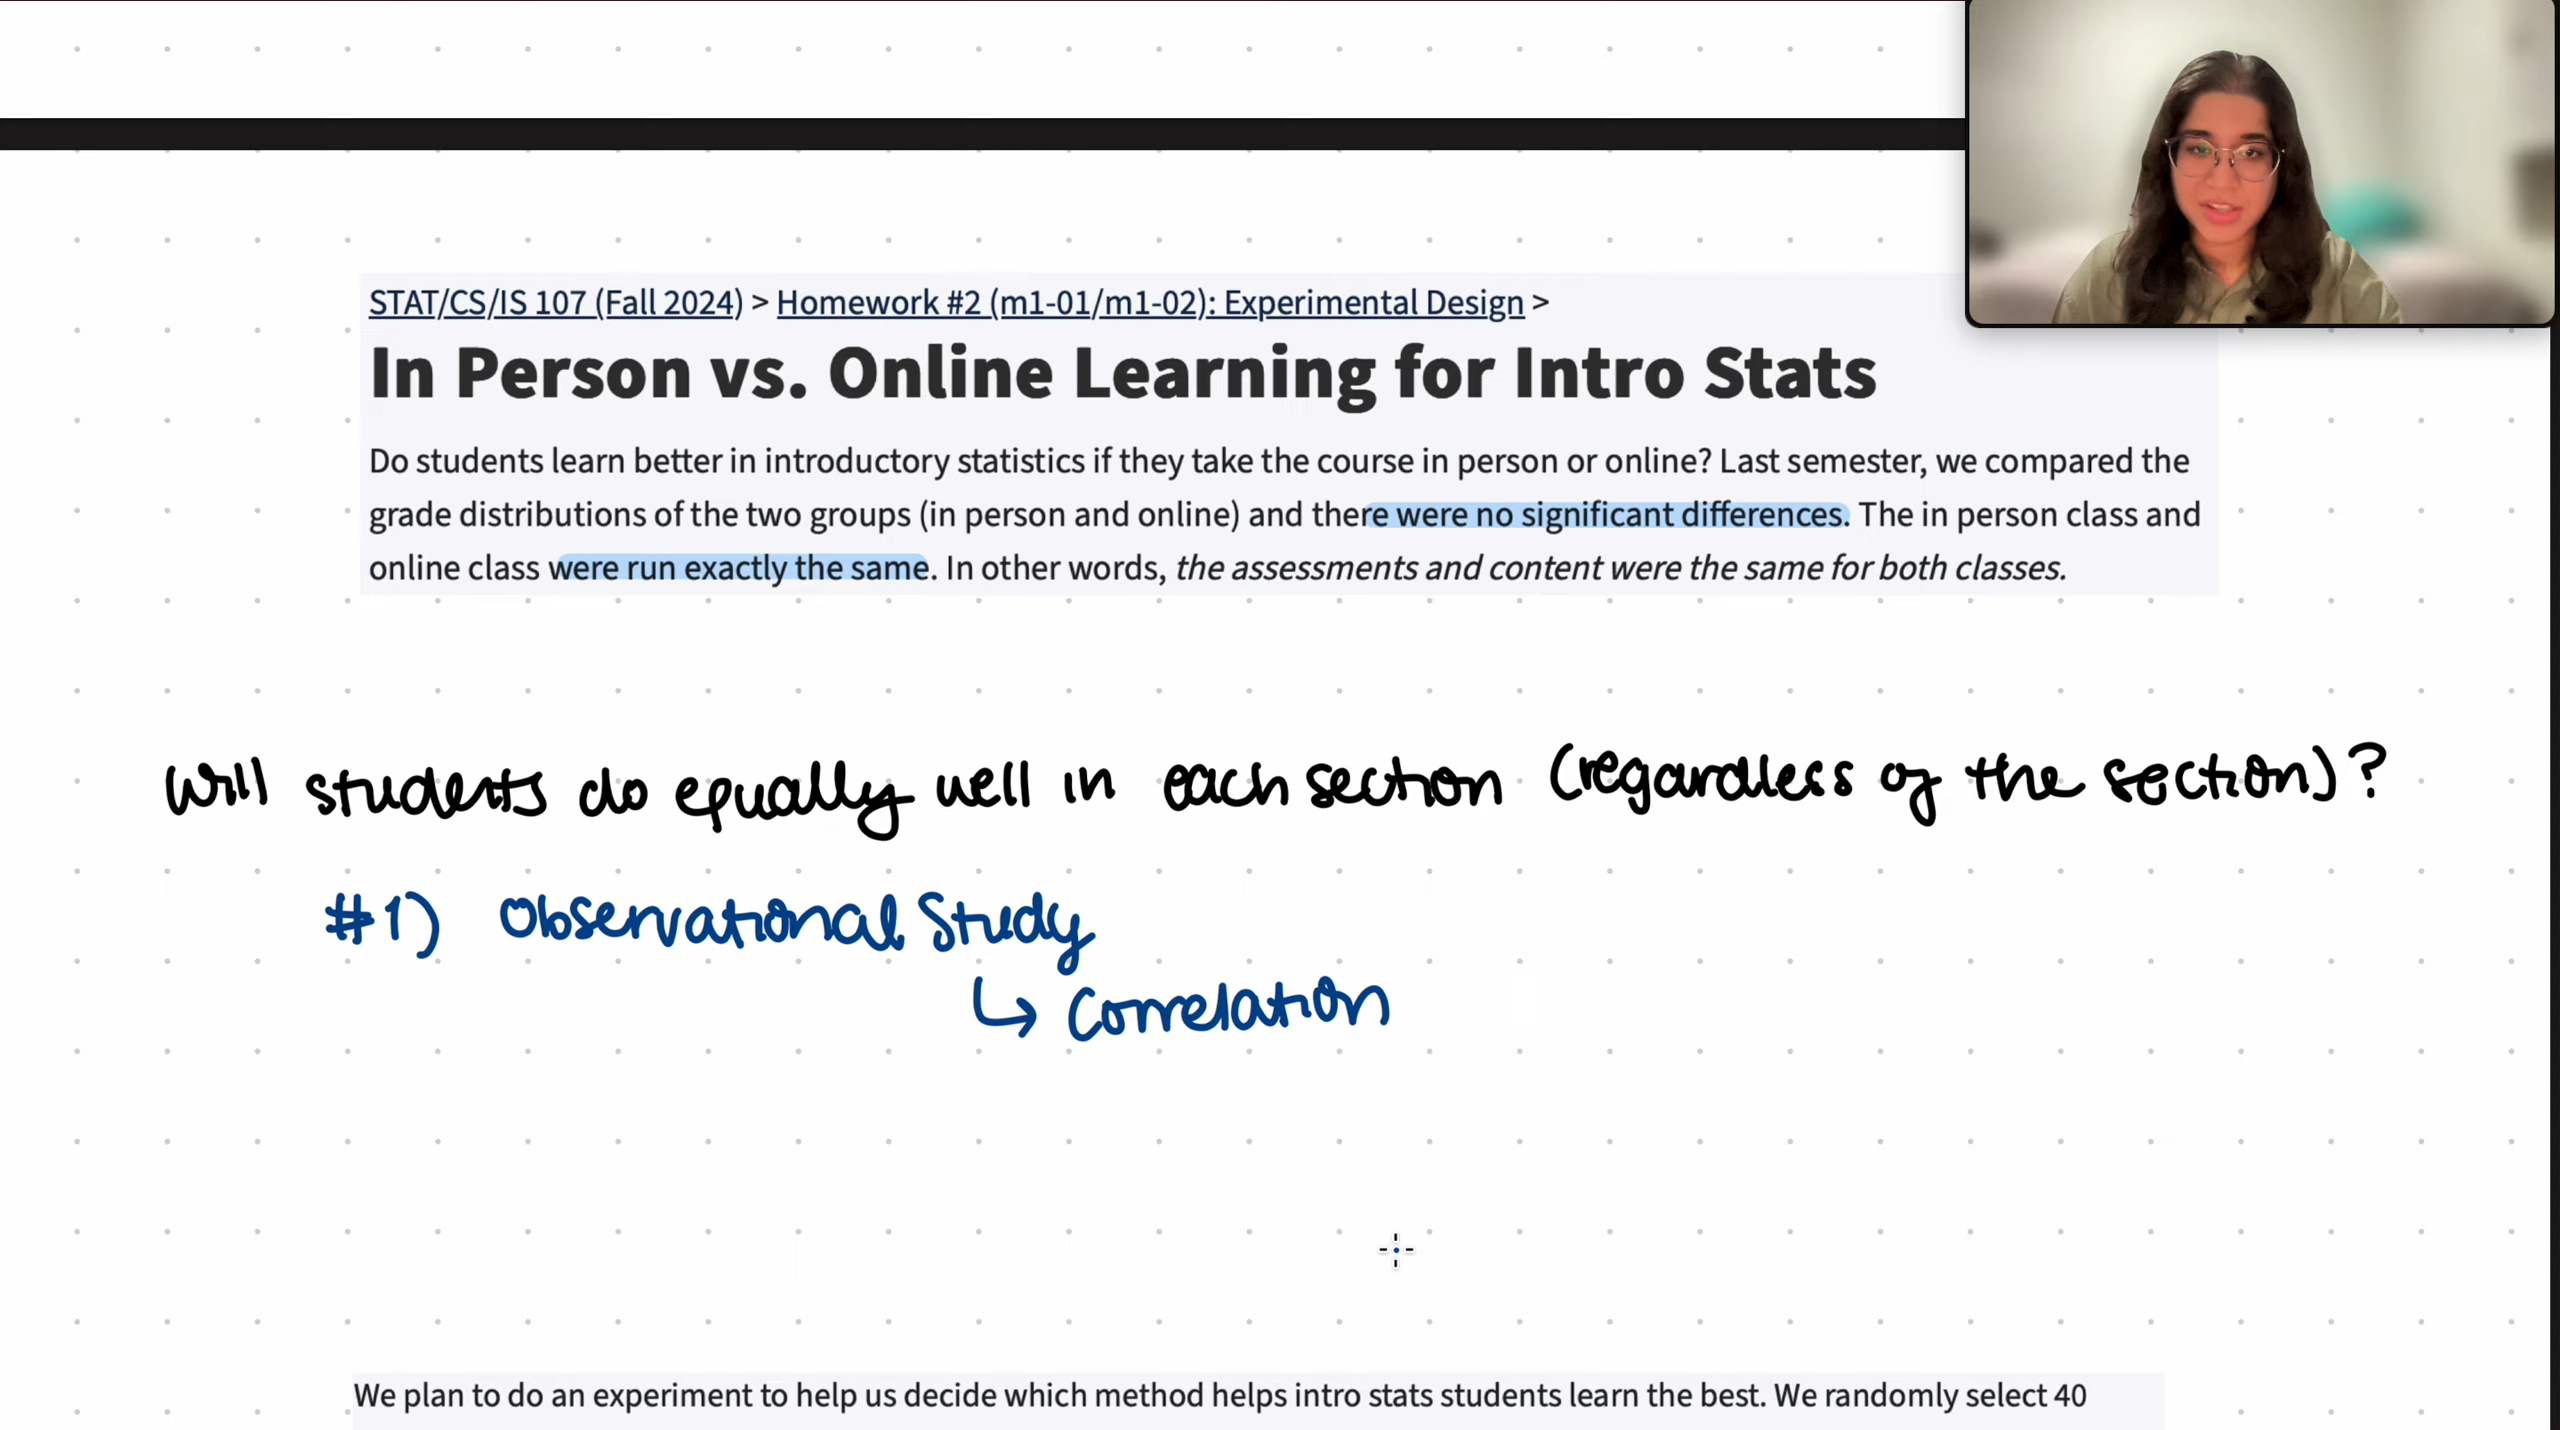 STAT/CS/IS 107 (Fall 2024) > Homework #2 (m1-01/m1-02): Experimental Design >
In Person vs. Online Learning for Intro Stats
Do students learn better in introductory statistics if they take the course in person or online? Last semester, we compared the
grade distributions of the two groups (in person and online) and there were no significant differences. The in person class and
online class were run exactly the same. In other words, the assessments and content were the same for both classes.
Will students do equally well in each section (regardless of the section)?
#1) Observational Study
↳ Correlation
We plan to do an experiment to help us decide which method helps intro stats students learn the best. We randomly select 40